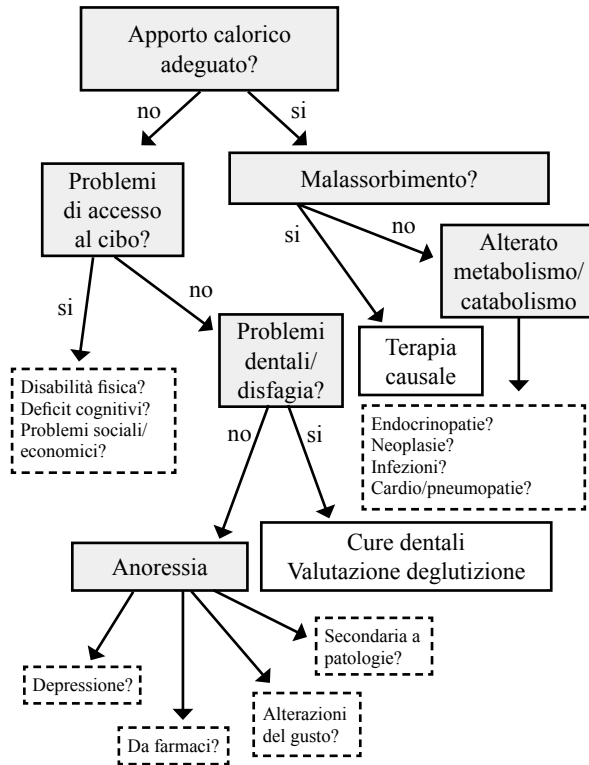 Apporto calorico
adeguato?
no
si
Problemi
di accesso
al cibo?
Malassorbimento?
si
no
Alterato
metabolismo/
catabolismo
si
no
Problemi
dentali/
disfagia?
Terapia
causale
Disabilità fisica?
Deficit cognitivi?
Problemi sociali/
economici?
Endocrinopatie?
Neoplasie?
Infezioni?
Cardio/pneumopatie?
no
si
Anoressia
Cure dentali
Valutazione deglutizione
Depressione?
Da farmaci?
Alterazioni
del gusto?
Secondaria a
patologie?